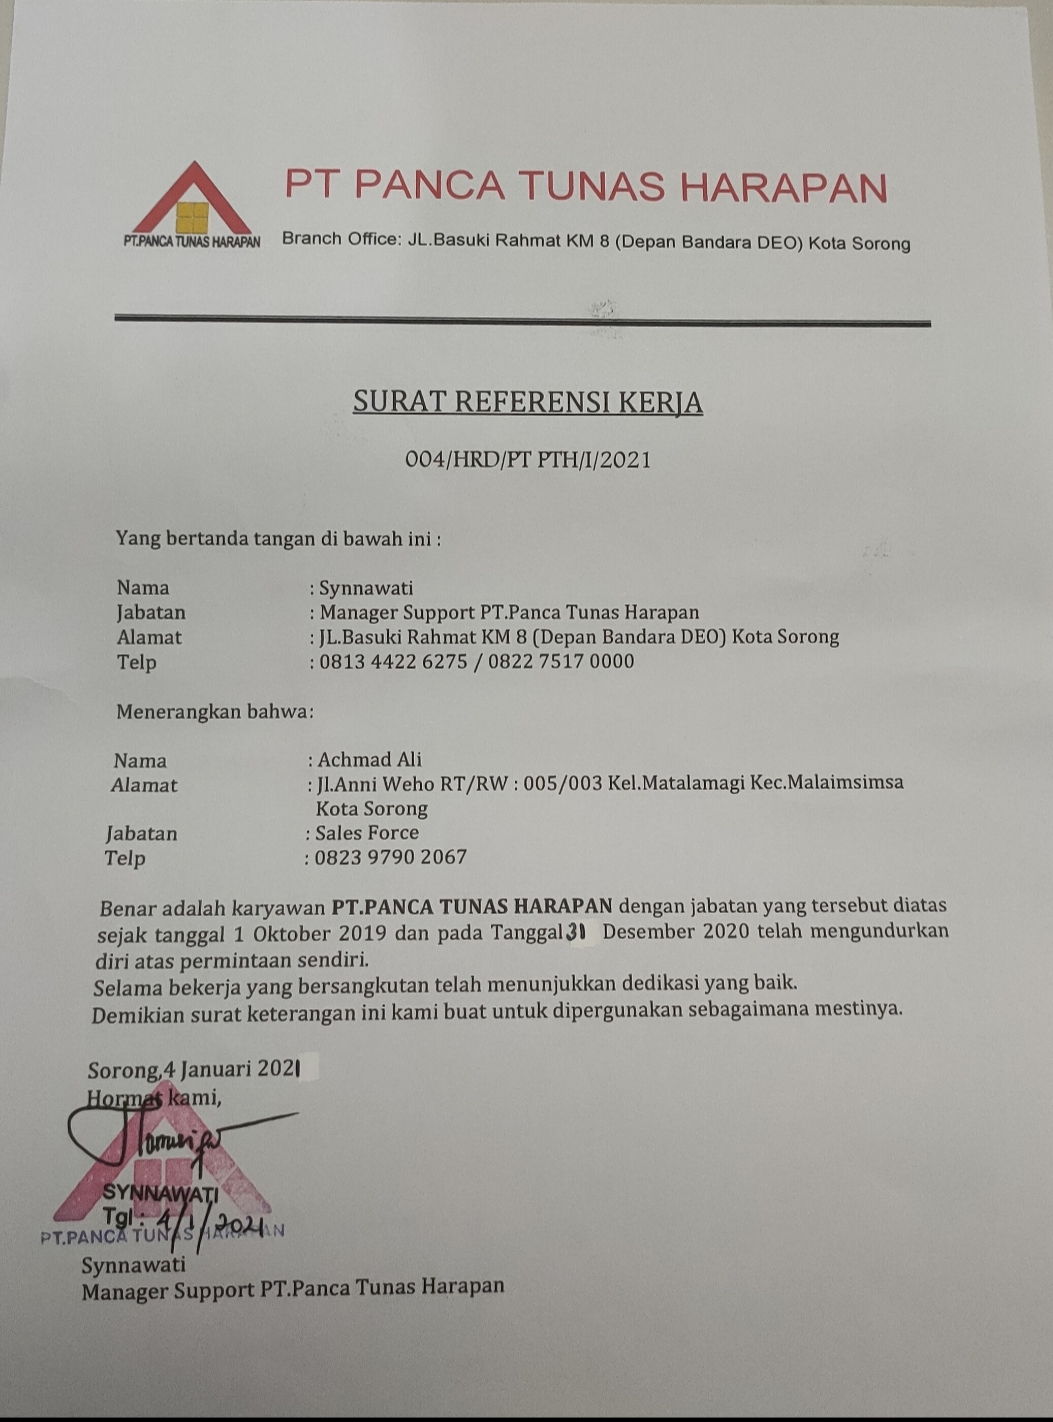 PT PANCA TUNAS HARAPAN
PT.PANCA TUNAS HARAPAN
Branch Office: JL.Basuki Rahmat KM 8 (Depan Bandara DEO) Kota Sorong
SURAT REFERENSI KERJA
004/HRD/PT PTH/I/2021
Yang bertanda tangan di bawah ini :
Nama : Synnawati
Jabatan : Manager Support PT.Panca Tunas Harapan
Alamat : JL.Basuki Rahmat KM 8 (Depan Bandara DEO) Kota Sorong
Telp : 0813 4422 6275 / 0822 7517 0000
Menerangkan bahwa:
Nama : Achmad Ali
Alamat : Jl.Anni Weho RT/RW : 005/003 Kel.Matalamagi Kec.Malaimsimsa
Kota Sorong
Jabatan : Sales Force
Telp : 0823 9790 2067
Benar adalah karyawan PT.PANCA TUNAS HARAPAN dengan jabatan yang tersebut diatas
sejak tanggal 1 Oktober 2019 dan pada Tanggal 31 Desember 2020 telah mengundurkan
diri atas permintaan sendiri.
Selama bekerja yang bersangkutan telah menunjukkan dedikasi yang baik.
Demikian surat keterangan ini kami buat untuk dipergunakan sebagaimana mestinya.
Sorong,4 Januari 2021
Hormat kami,
SYNNAWATI
Tgl : 4/1/2021
PT.PANCA TUNAS HARAPAN
Synnawati
Manager Support PT.Panca Tunas Harapan